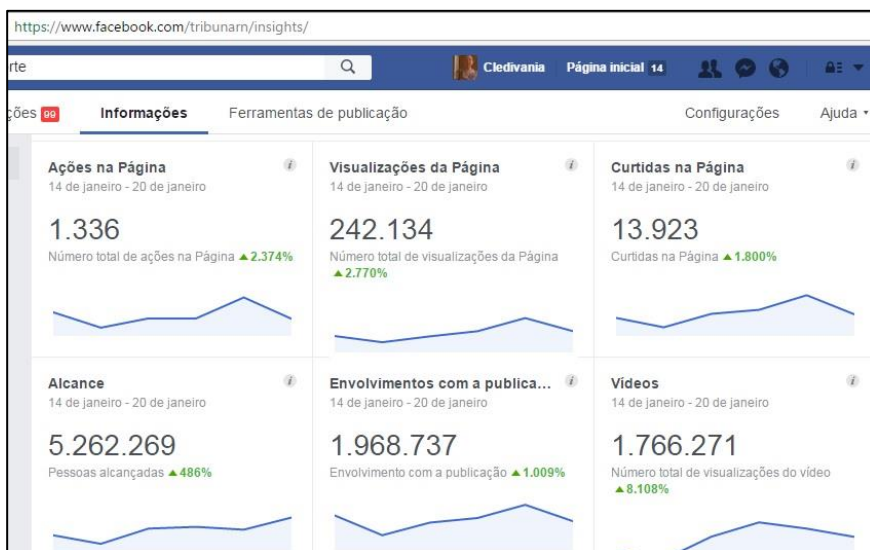 https://www.facebook.com/tribunarn/insights/
rte
Cledivania Página inicial 14
ções 99 Informações Ferramentas de publicação Configurações Ajuda
Ações na Página
14 de janeiro - 20 de janeiro
1.336
Número total de ações na Página ▲2.374%
Visualizações da Página
14 de janeiro - 20 de janeiro
242.134
Número total de visualizações da Página
▲2.770%
Curtidas na Página
14 de janeiro - 20 de janeiro
13.923
Curtidas na Página ▲1.800%
Alcance
14 de janeiro - 20 de janeiro
5.262.269
Pessoas alcançadas ▲486%
Envolvimentos com a publica...
14 de janeiro - 20 de janeiro
1.968.737
Envolvimento com a publicação ▲1.009%
Vídeos
14 de janeiro - 20 de janeiro
1.766.271
Número total de visualizações do vídeo
▲8.108%